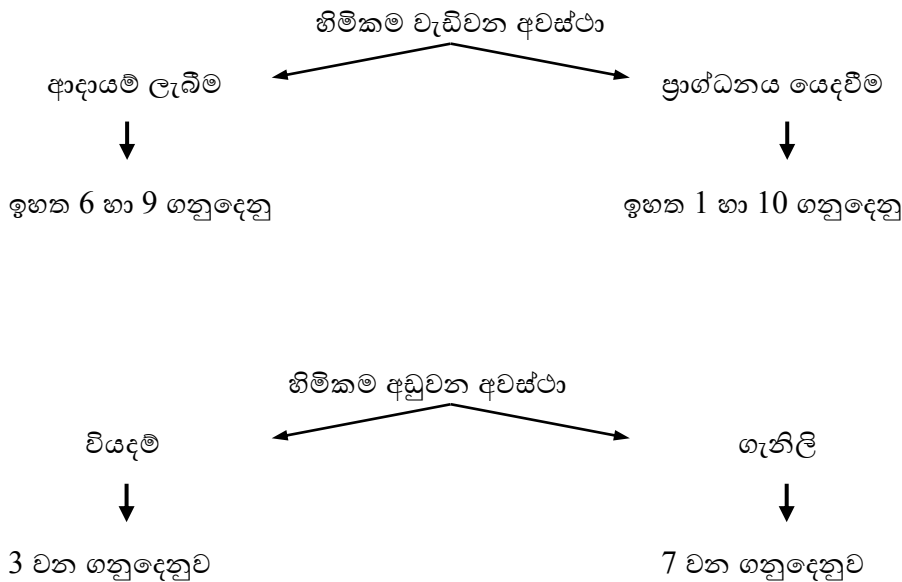 හිමිකම වැඩිවන අවස්ථා
ආදායම් ලැබීම
ප්‍රාග්ධනය යෙදවීම
ඉහත 6 හා 9 ගනුදෙනු
ඉහත 1 හා 10 ගනුදෙනු
හිමිකම අඩුවන අවස්ථා
වියදම්
ගැනිලි
3 වන ගනුදෙනුව
7 වන ගනුදෙනුව